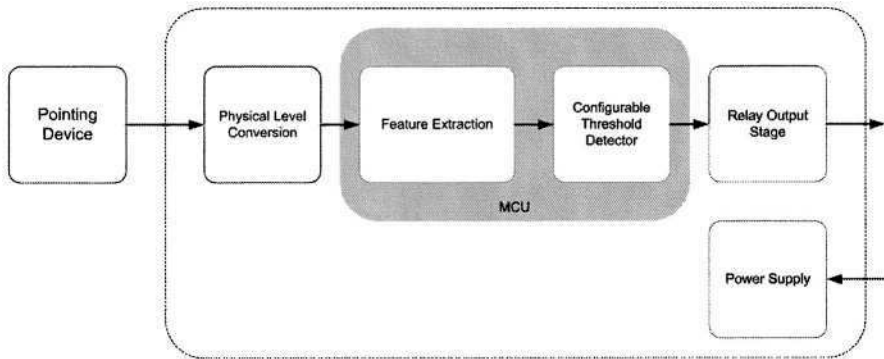 Pointing
Device
Physical Level
Conversion
Feature Extraction
Configurable
Threshold
Detector
Relay Output
Stage
MCU
Power Supply